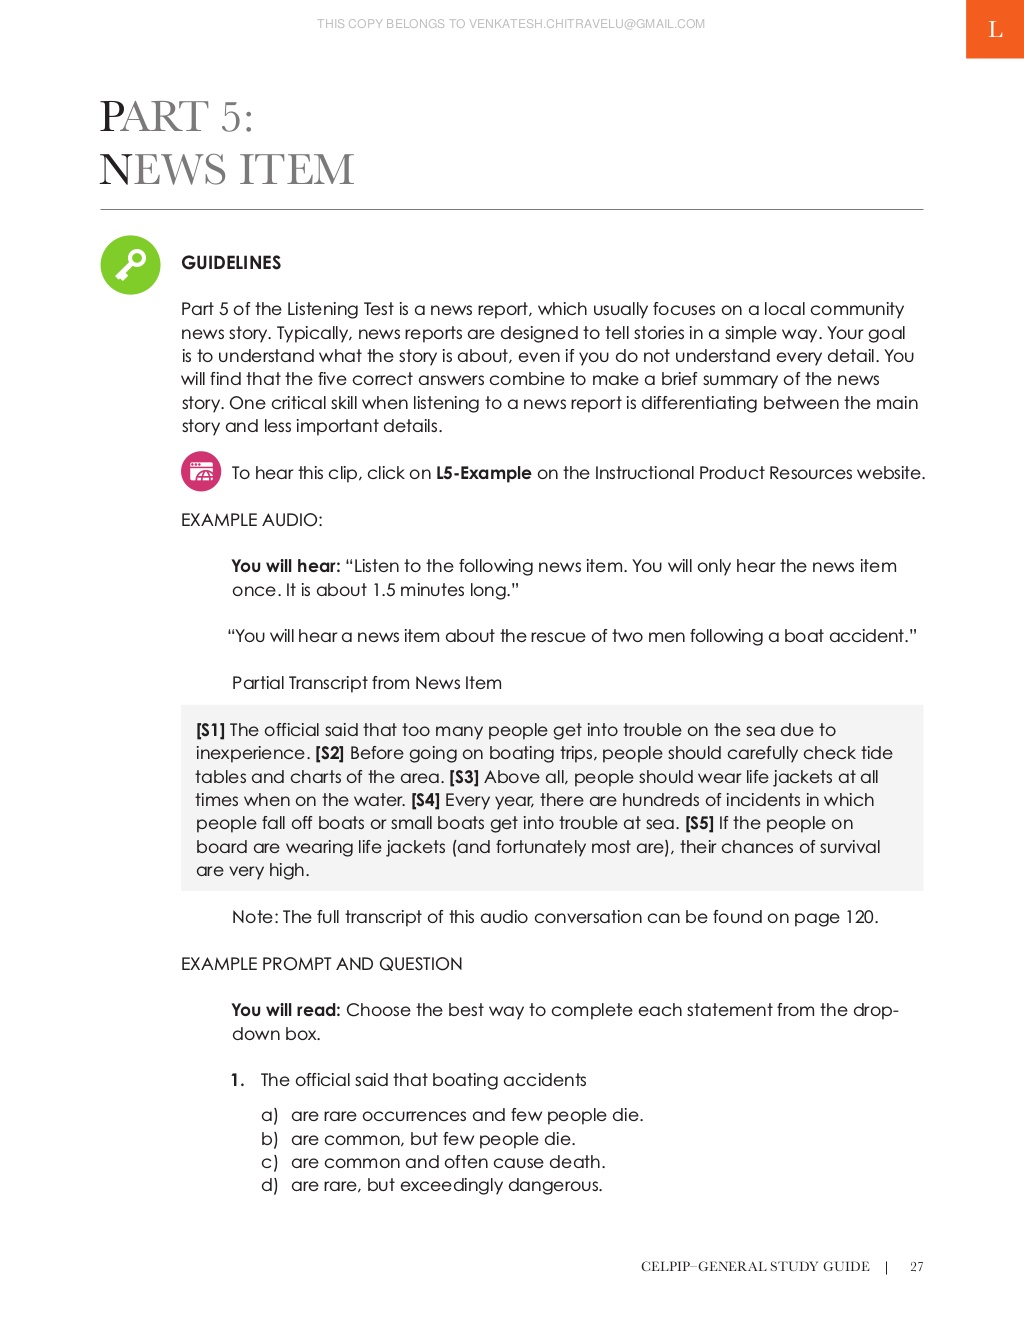 THIS COPY BELONGS TO VENKATESH.CHITRAVELU@GMAIL.COM
L
PART 5:
NEWS ITEM
GUIDELINES
Part 5 of the Listening Test is a news report, which usually focuses on a local community
news story. Typically, news reports are designed to tell stories in a simple way. Your goal
is to understand what the story is about, even if you do not understand every detail. You
will find that the five correct answers combine to make a brief summary of the news
story. One critical skill when listening to a news report is differentiating between the main
story and less important details.
To hear this clip, click on L5-Example on the Instructional Product Resources website.
EXAMPLE AUDIO:
You will hear: “Listen to the following news item. You will only hear the news item
once. It is about 1.5 minutes long.”
“You will hear a news item about the rescue of two men following a boat accident.”
Partial Transcript from News Item
[S1] The official said that too many people get into trouble on the sea due to
inexperience. [S2] Before going on boating trips, people should carefully check tide
tables and charts of the area. [S3] Above all, people should wear life jackets at all
times when on the water. [S4] Every year, there are hundreds of incidents in which
people fall off boats or small boats get into trouble at sea. [S5] If the people on
board are wearing life jackets (and fortunately most are), their chances of survival
are very high.
Note: The full transcript of this audio conversation can be found on page 120.
EXAMPLE PROMPT AND QUESTION
You will read: Choose the best way to complete each statement from the drop-
down box.
1. The official said that boating accidents
a) are rare occurrences and few people die.
b) are common, but few people die.
c) are common and often cause death.
d) are rare, but exceedingly dangerous.
CELPIP–GENERAL STUDY GUIDE | 27